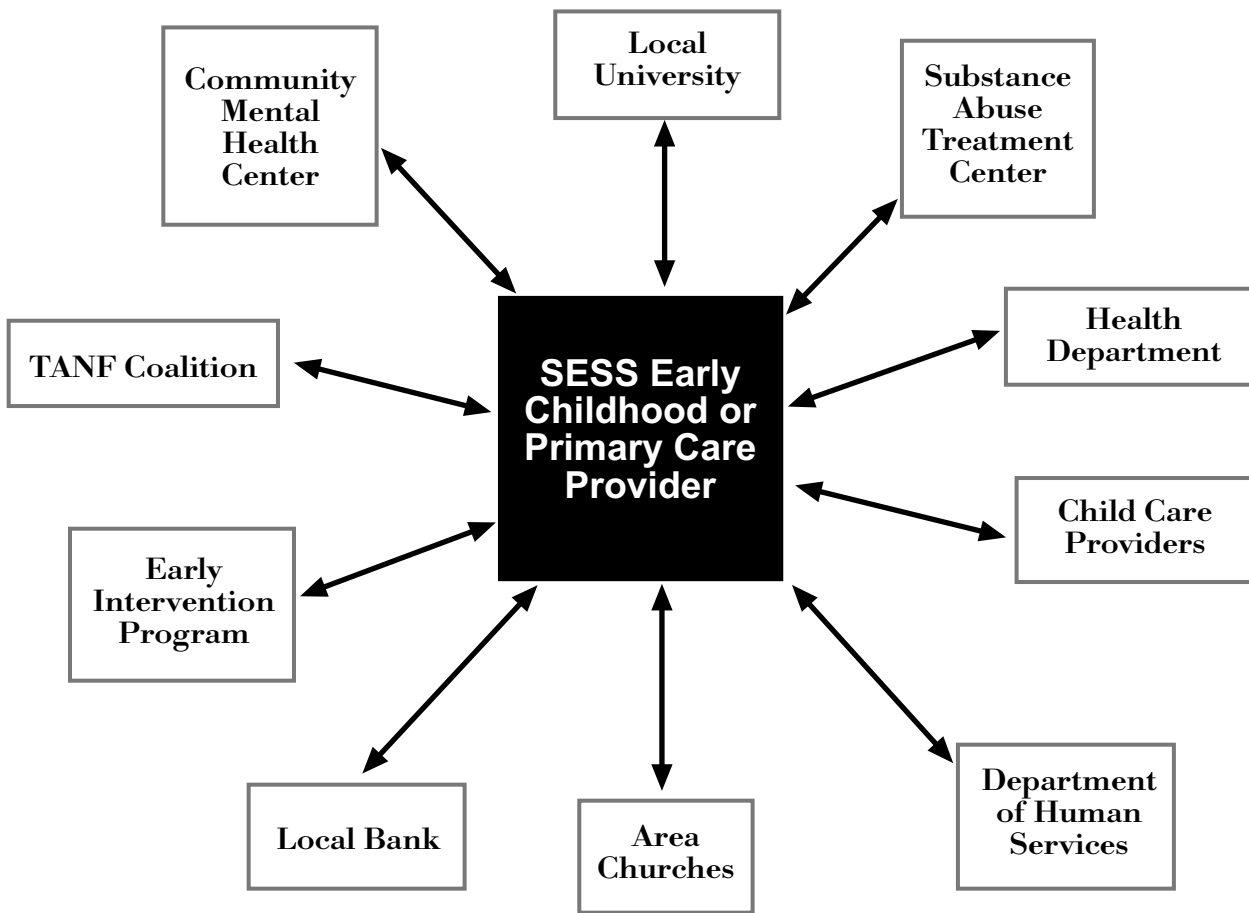 Community
Mental
Health
Center
Local
University
Substance
Abuse
Treatment
Center
TANF Coalition
SESS Early
Childhood or
Primary Care
Provider
Health
Department
Early
Intervention
Program
Child Care
Providers
Local Bank
Area
Churches
Department
of Human
Services